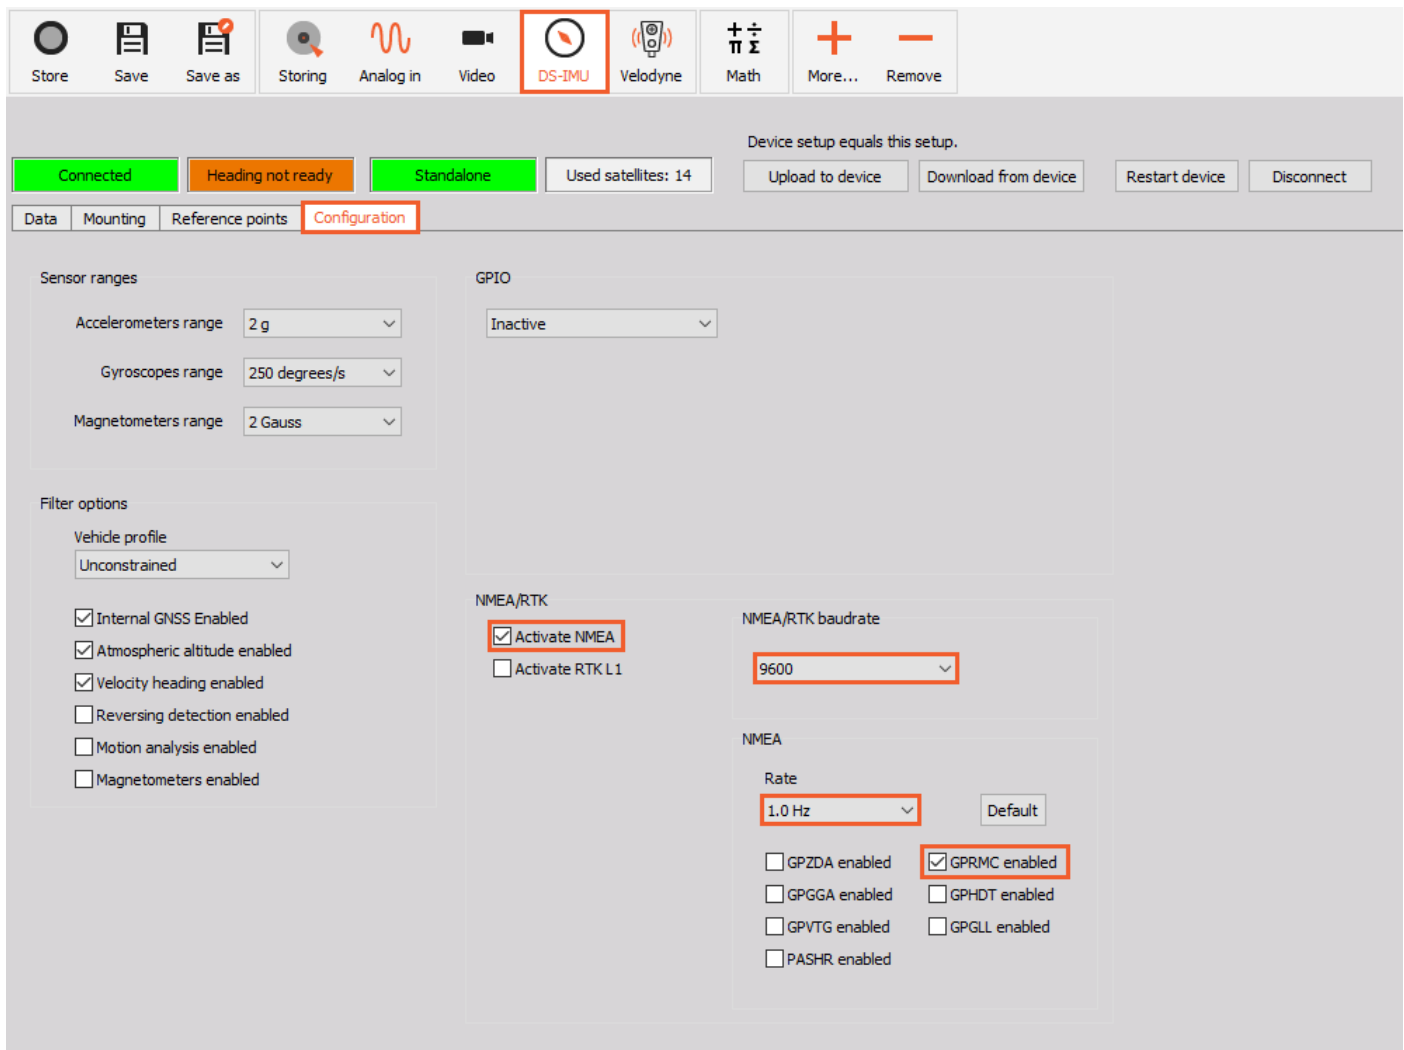 Store Save Save as Storing Analog in Video DS-IMU Velodyne Math More... Remove
Device setup equals this setup.
Connected Heading not ready Standalone Used satellites: 14 Upload to device Download from device Restart device Disconnect
Data Mounting Reference points Configuration
Sensor ranges
Accelerometers range 2 g
Gyroscopes range 250 degrees/s
Magnetometers range 2 Gauss
Filter options
Vehicle profile
Unconstrained
Internal GNSS Enabled
Atmospheric altitude enabled
Velocity heading enabled
Reversing detection enabled
Motion analysis enabled
Magnetometers enabled
GPIO
Inactive
NMEA/RTK
Activate NMEA
Activate RTK L1
NMEA/RTK baudrate
9600
NMEA
Rate
1.0 Hz Default
GPZDA enabled GPRMC enabled
GPGGA enabled GPHDT enabled
GPVTG enabled GPGLL enabled
PASHR enabled